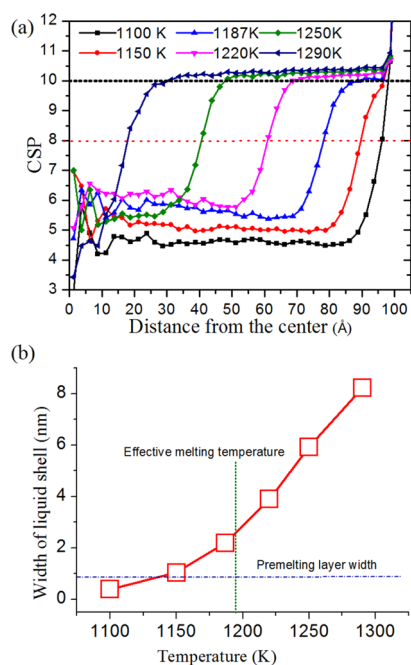 (a)
1100 K 1187K 1250K
1150 K 1220K 1290K
12
11
10
9
8
7
6
5
4
3
CSP
0 10 20 30 40 50 60 70 80 90 100
Distance from the center (Å)
(b)
8
6
4
2
0
Width of liquid shell (nm)
Effective melting temperature
Premelting layer width
1100 1150 1200 1250 1300
Temperature (K)